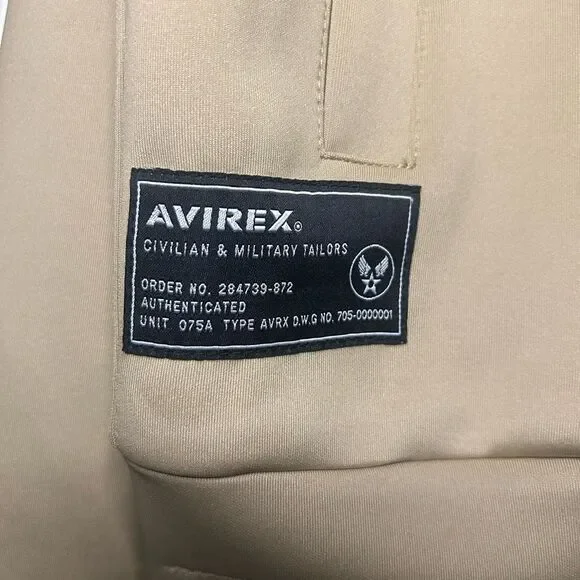 AVIREX®
CIVILIAN & MILITARY TAILORS
ORDER NO. 284739-872
AUTHENTICATED
UNIT 075A TYPE AVRX D.W.G NO. 705-0000001